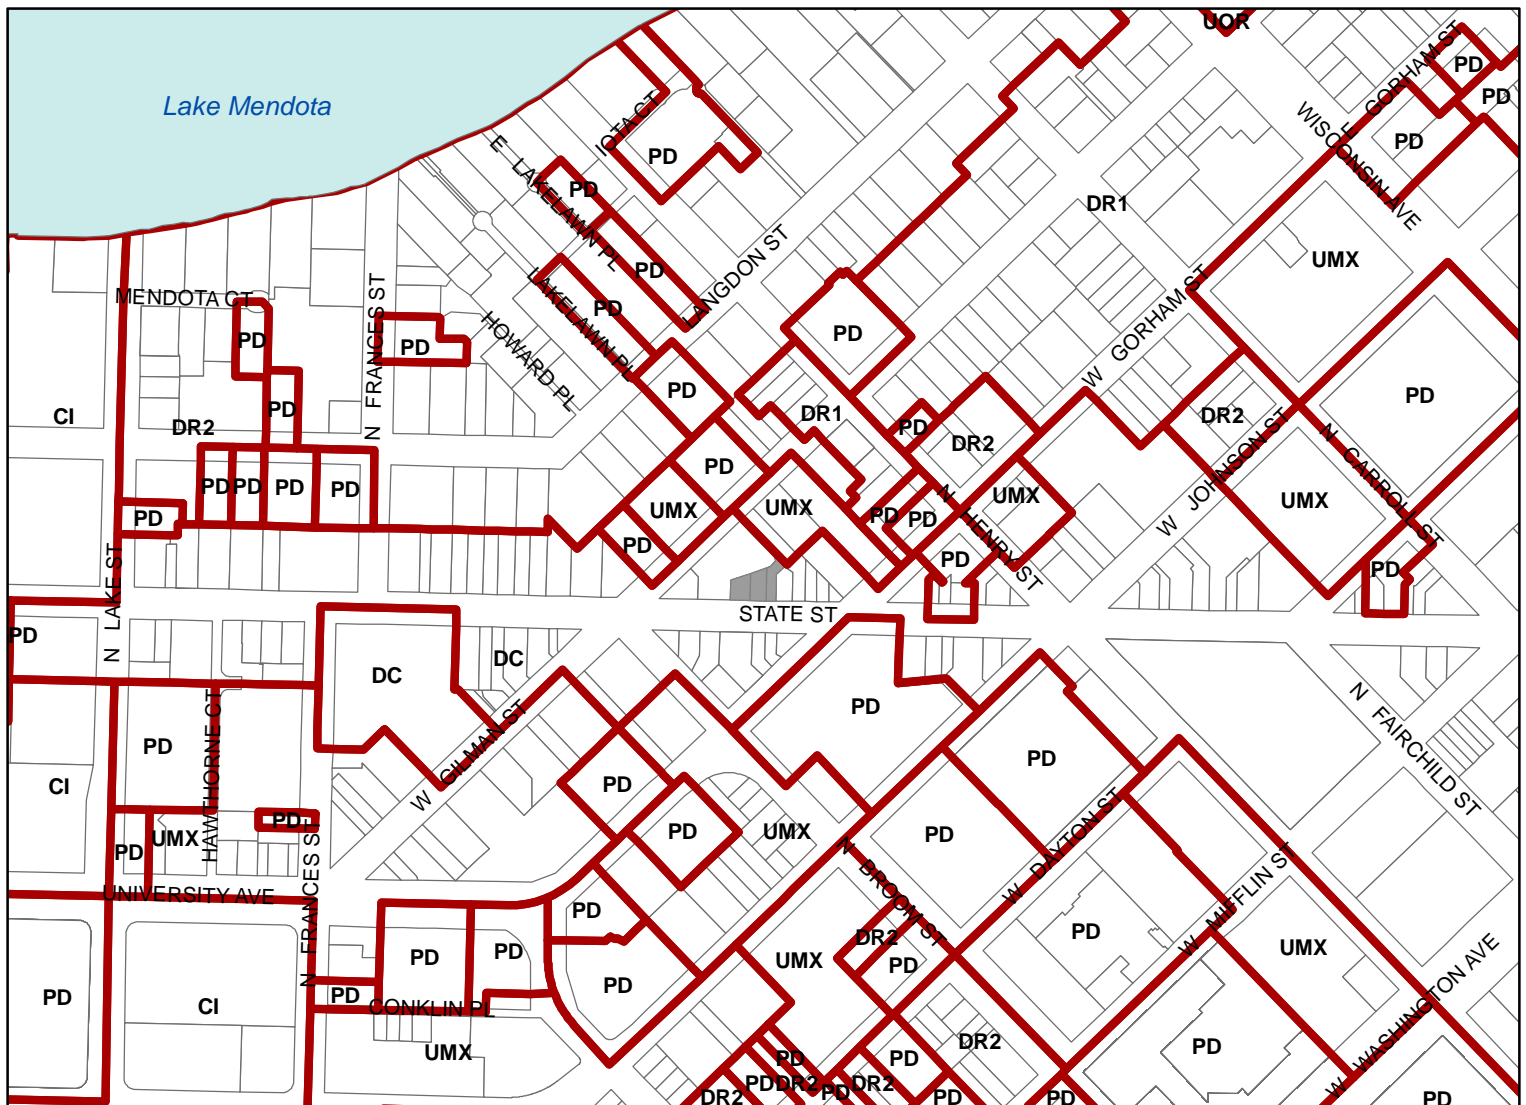 UOR
E GORHAM ST
PD
PD
Lake Mendota
WISCONSIN AVE
IOTA CT
PD
PD
E LAKELAWN PL
PD
DR1
LANGDON ST
UMX
PD
MENDOTA CT
LAKELAWN PL
PD
N FRANCES ST
HOWARD PL
W GORHAM ST
PD
PD
PD
PD
PD
PD
CI
DR2
DR1
PD
DR2
DR2
N CARROLL ST
W JOHNSON ST
PD
PD
PD
PD
PD
PD
UMX
UMX
PD
PD
N HENRY ST
UMX
UMX
PD
PD
PD
N LAKE ST
STATE ST
PD
DC
DC
PD
N FAIRCHILD ST
PD
HAWTHORNE CT
W GILMAN ST
PD
CI
PD
PD
PD
UMX
PD
UMX
PD
N FRANCES ST
N BROOM ST
W DAYTON ST
W MIFFLIN ST
UNIVERSITY AVE
PD
PD
PD
DR2
PD
UMX
PD
UMX
W WASHINGTON AVE
PD
CI
PD
CONKLIN PL
PD
UMX
PD
PD
DR2
PD
DR2
PD
DR2
PD
DR2
PD
PD
PD